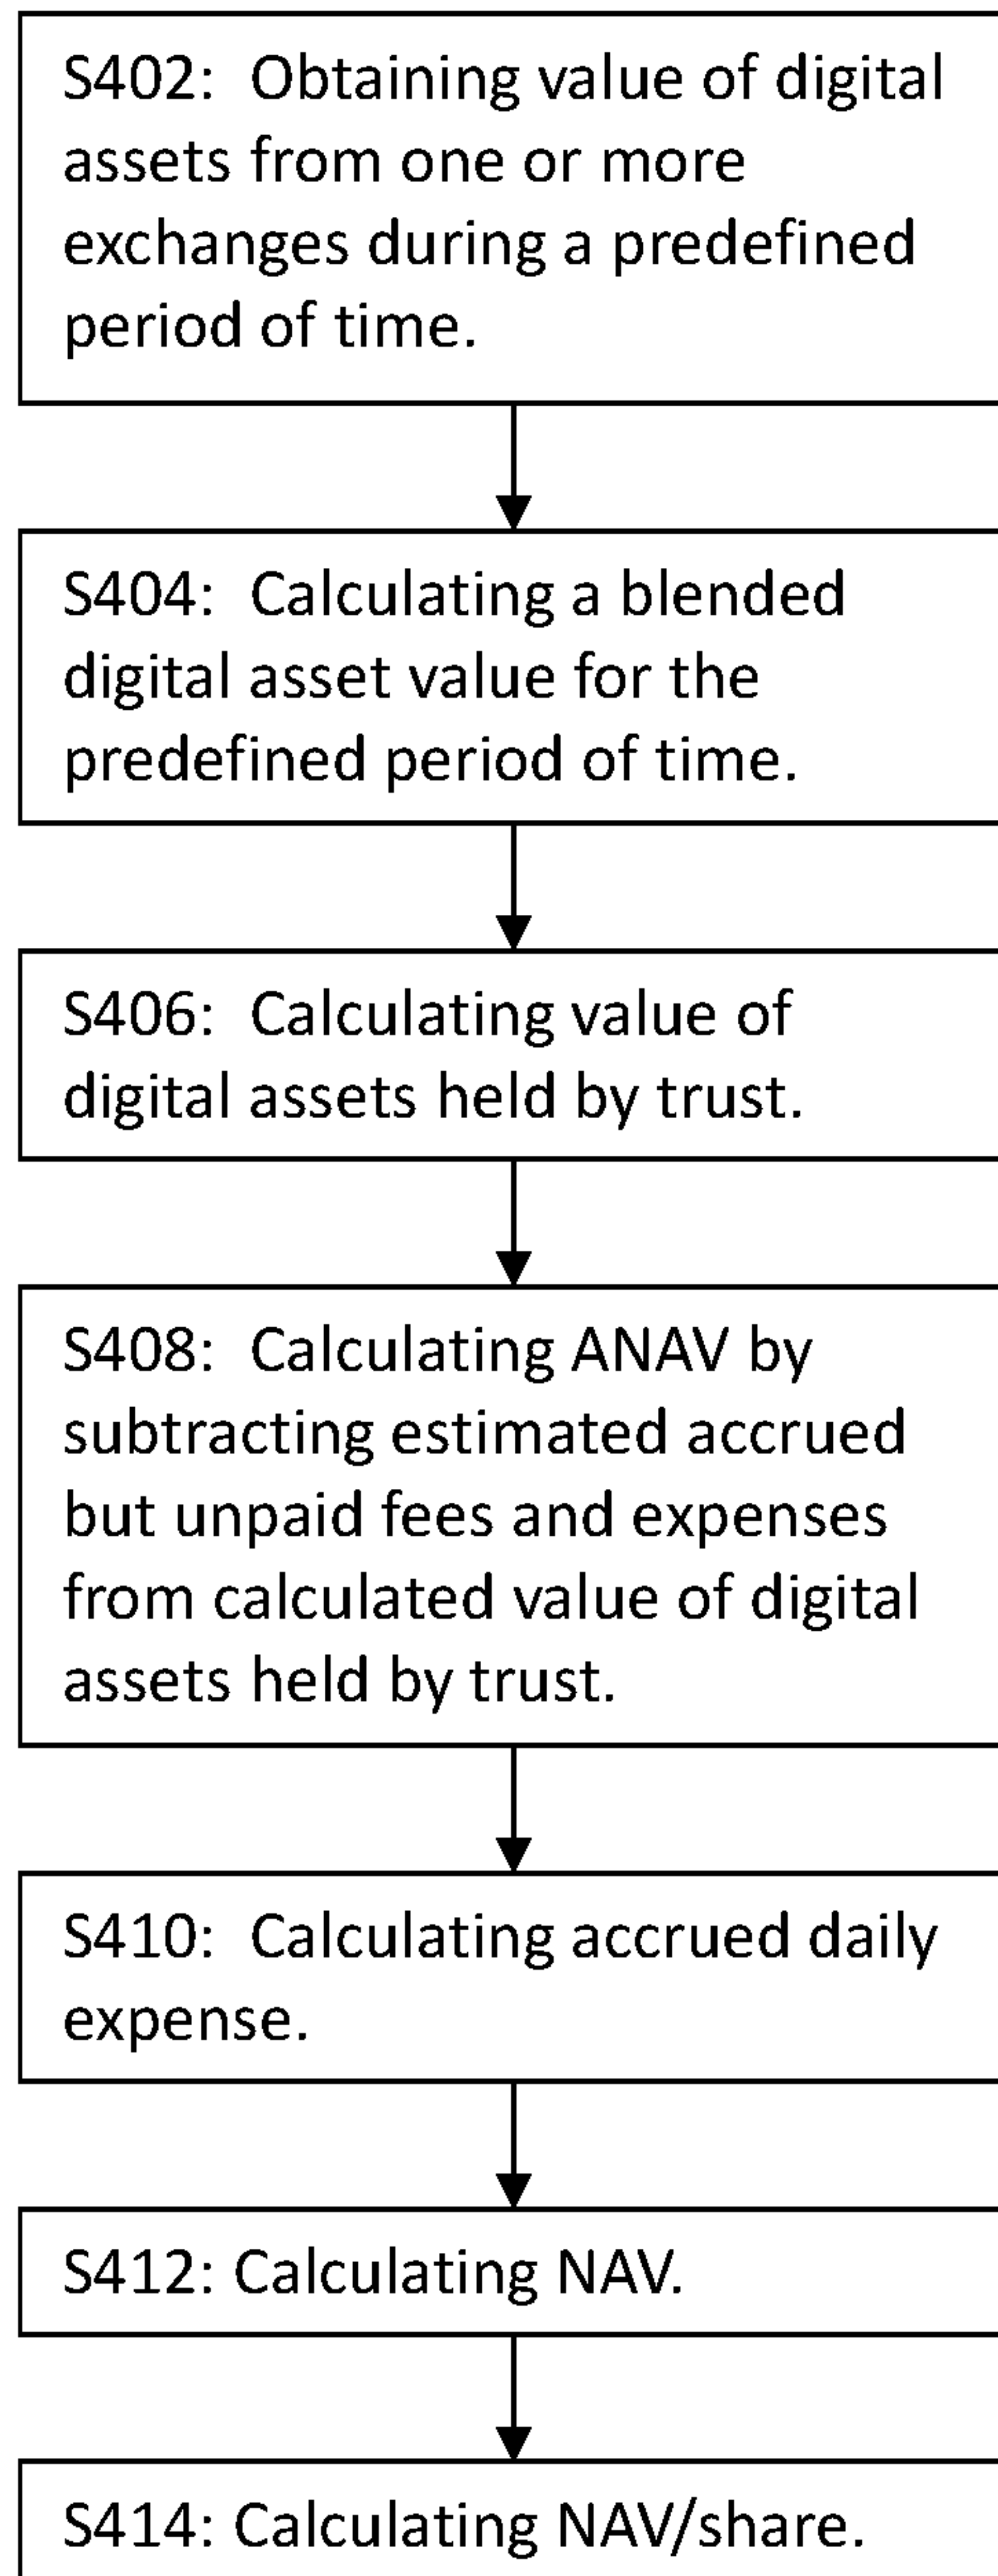 S402:  Obtaining value of digital
assets from one or more
exchanges during a predefined
period of time.
S404:  Calculating a blended
digital asset value for the
predefined period of time.
S406:  Calculating value of
digital assets held by trust.
S408:  Calculating ANAV by
subtracting estimated accrued
but unpaid fees and expenses
from calculated value of digital
assets held by trust.
S410:  Calculating accrued daily
expense.
S412: Calculating NAV.
S414: Calculating NAV/share.